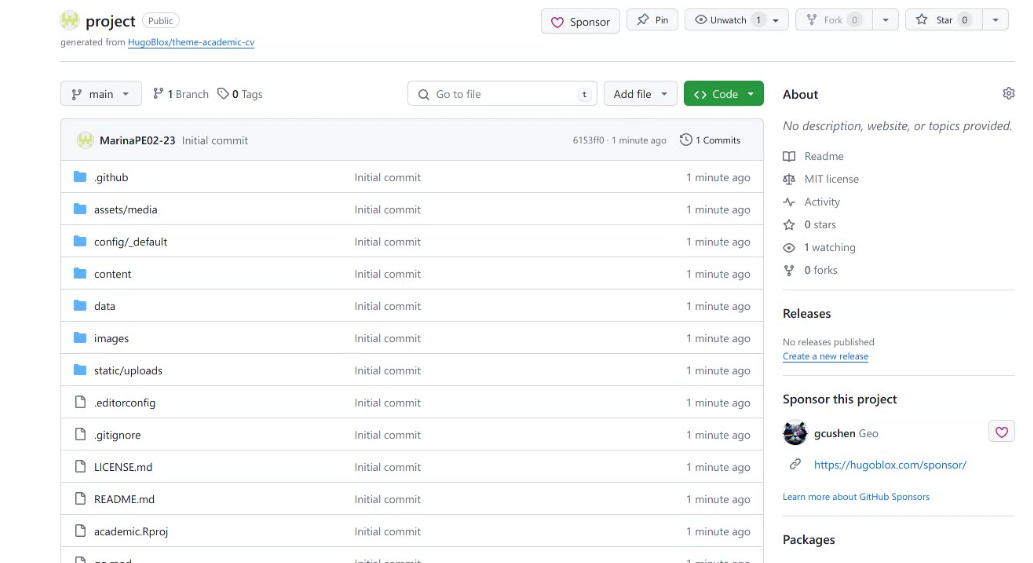 project Public
Sponsor Pin Unwatch 1 Fork 0 Star 0
generated from HugoBlox/theme-academic-cv
main 1 Branch 0 Tags Go to file t Add file Code
MarinaPE02-23 Initial commit 6153ff0 · 1 minute ago 1 Commits
.github Initial commit 1 minute ago
assets/media Initial commit 1 minute ago
config/_default Initial commit 1 minute ago
content Initial commit 1 minute ago
data Initial commit 1 minute ago
images Initial commit 1 minute ago
static/uploads Initial commit 1 minute ago
.editorconfig Initial commit 1 minute ago
.gitignore Initial commit 1 minute ago
LICENSE.md Initial commit 1 minute ago
README.md Initial commit 1 minute ago
academic.Rproj Initial commit 1 minute ago
go.mod Initial commit 1 minute ago
About
No description, website, or topics provided.
Readme
MIT license
Activity
0 stars
1 watching
0 forks
Releases
No releases published
Create a new release
Sponsor this project
gcushen Geo
https://hugoblox.com/sponsor/
Learn more about GitHub Sponsors
Packages